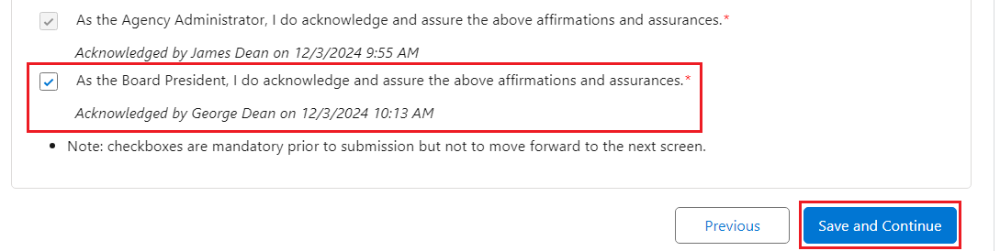 As the Agency Administrator, I do acknowledge and assure the above affirmations and assurances.*
Acknowledged by James Dean on 12/3/2024 9:55 AM
As the Board President, I do acknowledge and assure the above affirmations and assurances.*
Acknowledged by George Dean on 12/3/2024 10:13 AM
• Note: checkboxes are mandatory prior to submission but not to move forward to the next screen.
Previous
Save and Continue